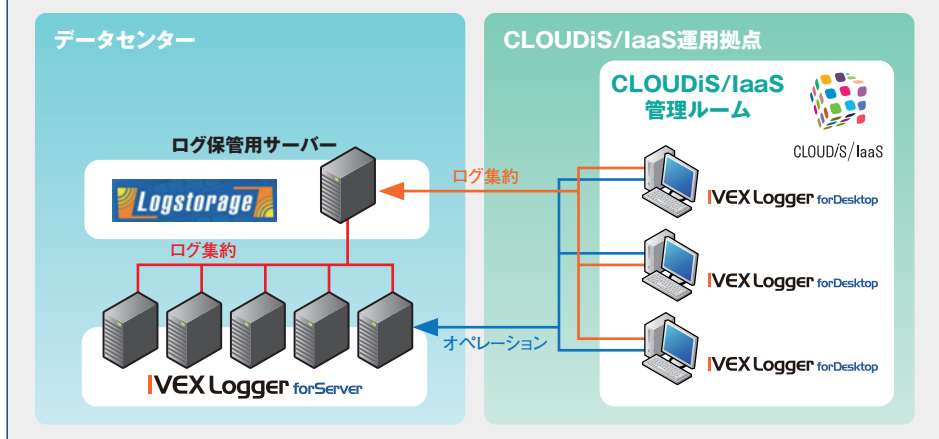 データセンター
ログ保管用サーバー
Logstorage
ログ集約
IVEX Logger forServer
ログ集約
オペレーション
CLOUDiS/IaaS運用拠点
CLOUDiS/IaaS
管理ルーム
CLOUDiS/IaaS
IVEX Logger forDesktop
IVEX Logger forDesktop
IVEX Logger forDesktop